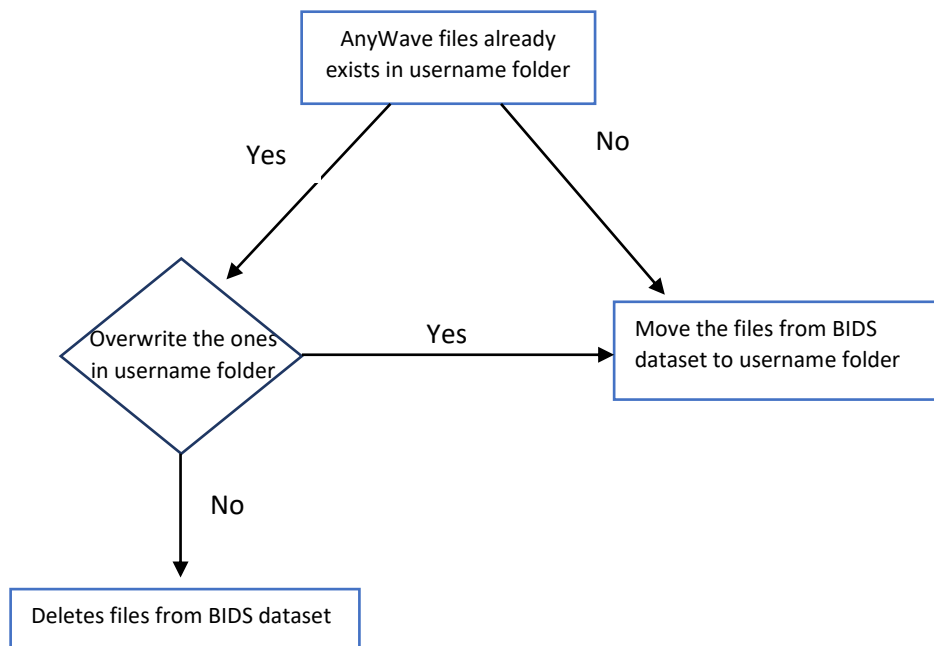 AnyWave files already
exists in username folder
Yes
No
Overwrite the ones
in username folder
Yes
Move the files from BIDS
dataset to username folder
No
Deletes files from BIDS dataset